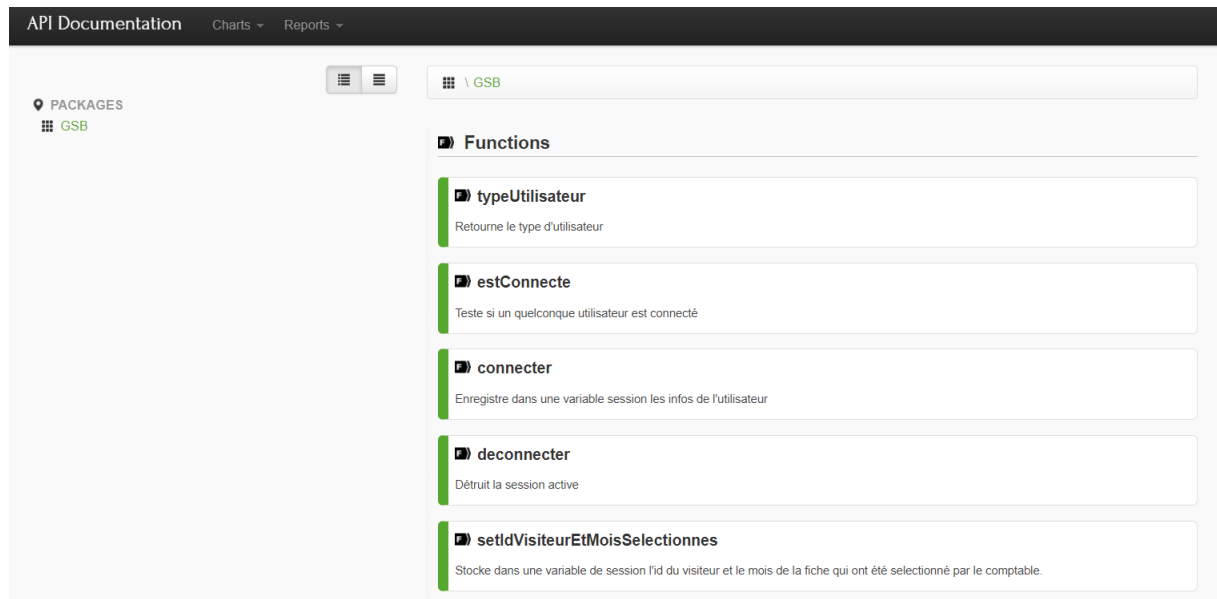 API Documentation Charts Reports
\ GSB
PACKAGES
GSB
Functions
typeUtilisateur
Retourne le type d'utilisateur
estConnecte
Teste si un quelconque utilisateur est connecté
connecter
Enregistre dans une variable session les infos de l'utilisateur
deconnecter
Détruit la session active
setIdVisiteurEtMoisSelectionnes
Stocke dans une variable de session l'id du visiteur et le mois de la fiche qui ont été selectionné par le comptable.